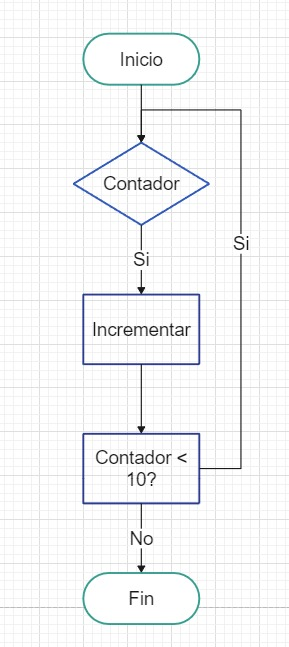 Inicio
Contador
Si
Si
Incrementar
Contador <
10?
No
Fin